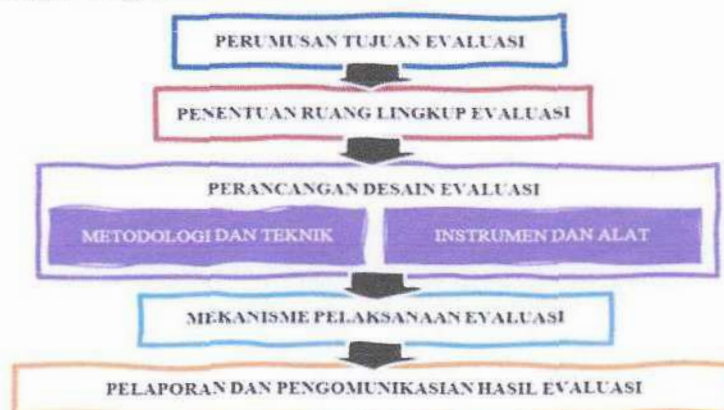 PERUMUSAN TUJUAN EVALUASI
PENENTUAN RUANG LINGKUP EVALUASI
PERANCANGAN DESAIN EVALUASI
METODOLOGI DAN TEKNIK
INSTRUMEN DAN ALAT
MEKANISME PELAKSANAAN EVALUASI
PELAPORAN DAN PENGOMUNIKASIAN HASIL EVALUASI